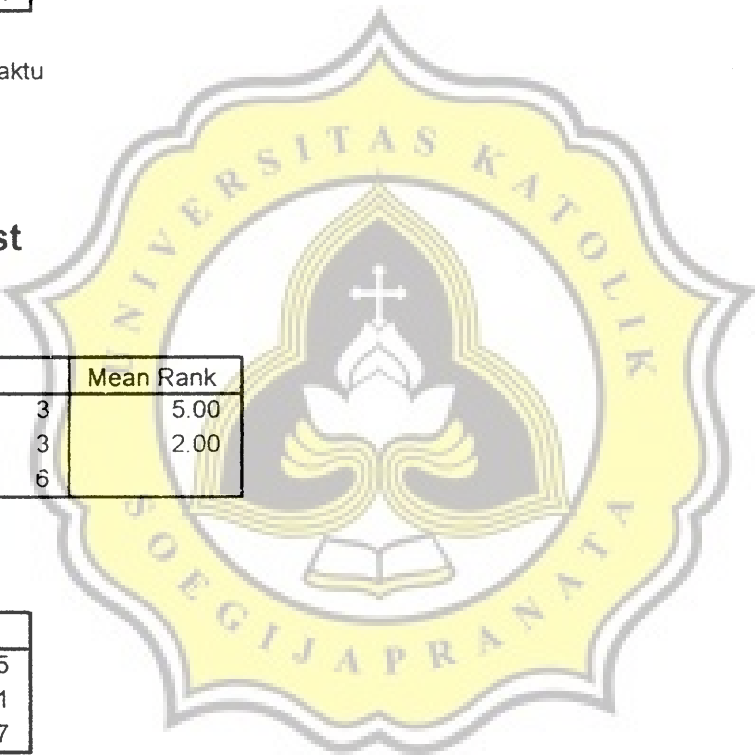 aktu
st
Mean Rank
3 5.00
3 2.00
6
5
1
7
UNIVERSITAS KATOLIK
SOEGIJAPRANATA